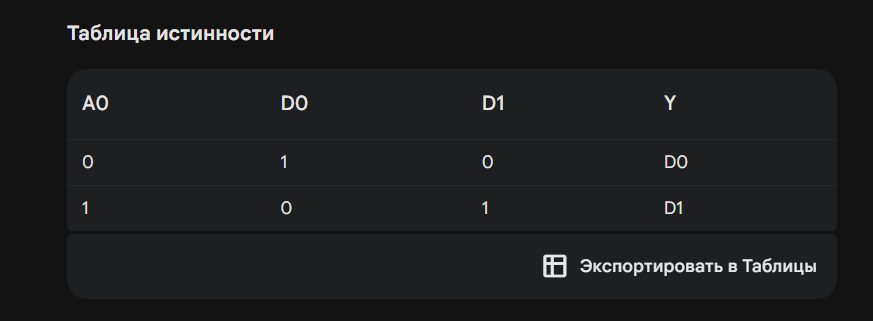 Таблица истинности
A0 D0 D1 Y
0 1 0 D0
1 0 1 D1
Экспортировать в Таблицы